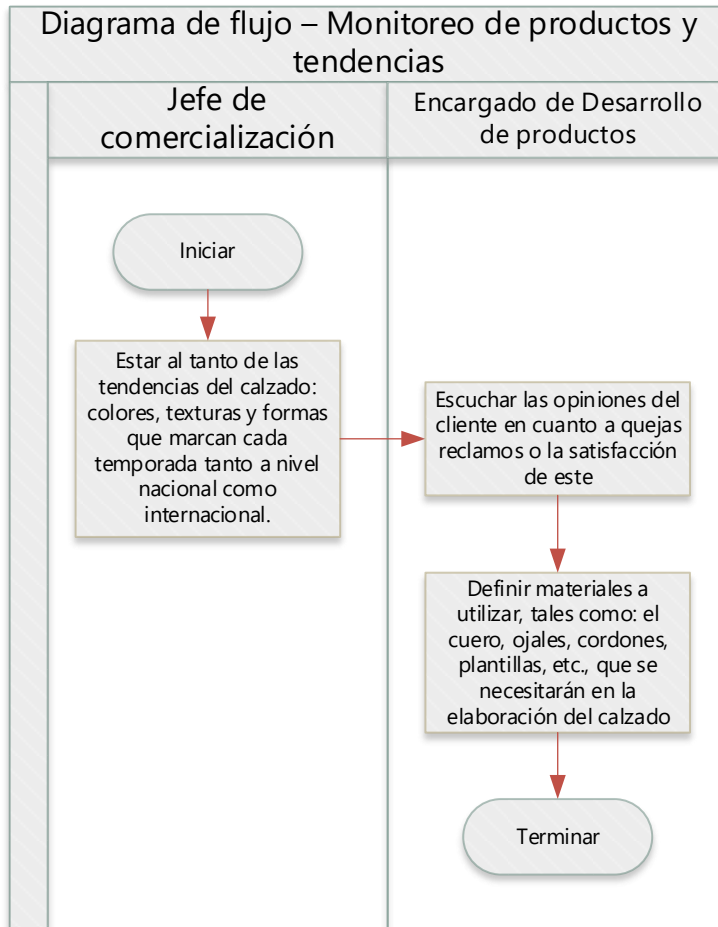 Diagrama de flujo – Monitoreo de productos y
tendencias
Jefe de
comercialización
Encargado de Desarrollo
de productos
Iniciar
Estar al tanto de las
tendencias del calzado:
colores, texturas y formas
que marcan cada
temporada tanto a nivel
nacional como
internacional.
Escuchar las opiniones del
cliente en cuanto a quejas
reclamos o la satisfacción
de este
Definir materiales a
utilizar, tales como: el
cuero, ojales, cordones,
plantillas, etc., que se
necesitarán en la
elaboración del calzado
Terminar